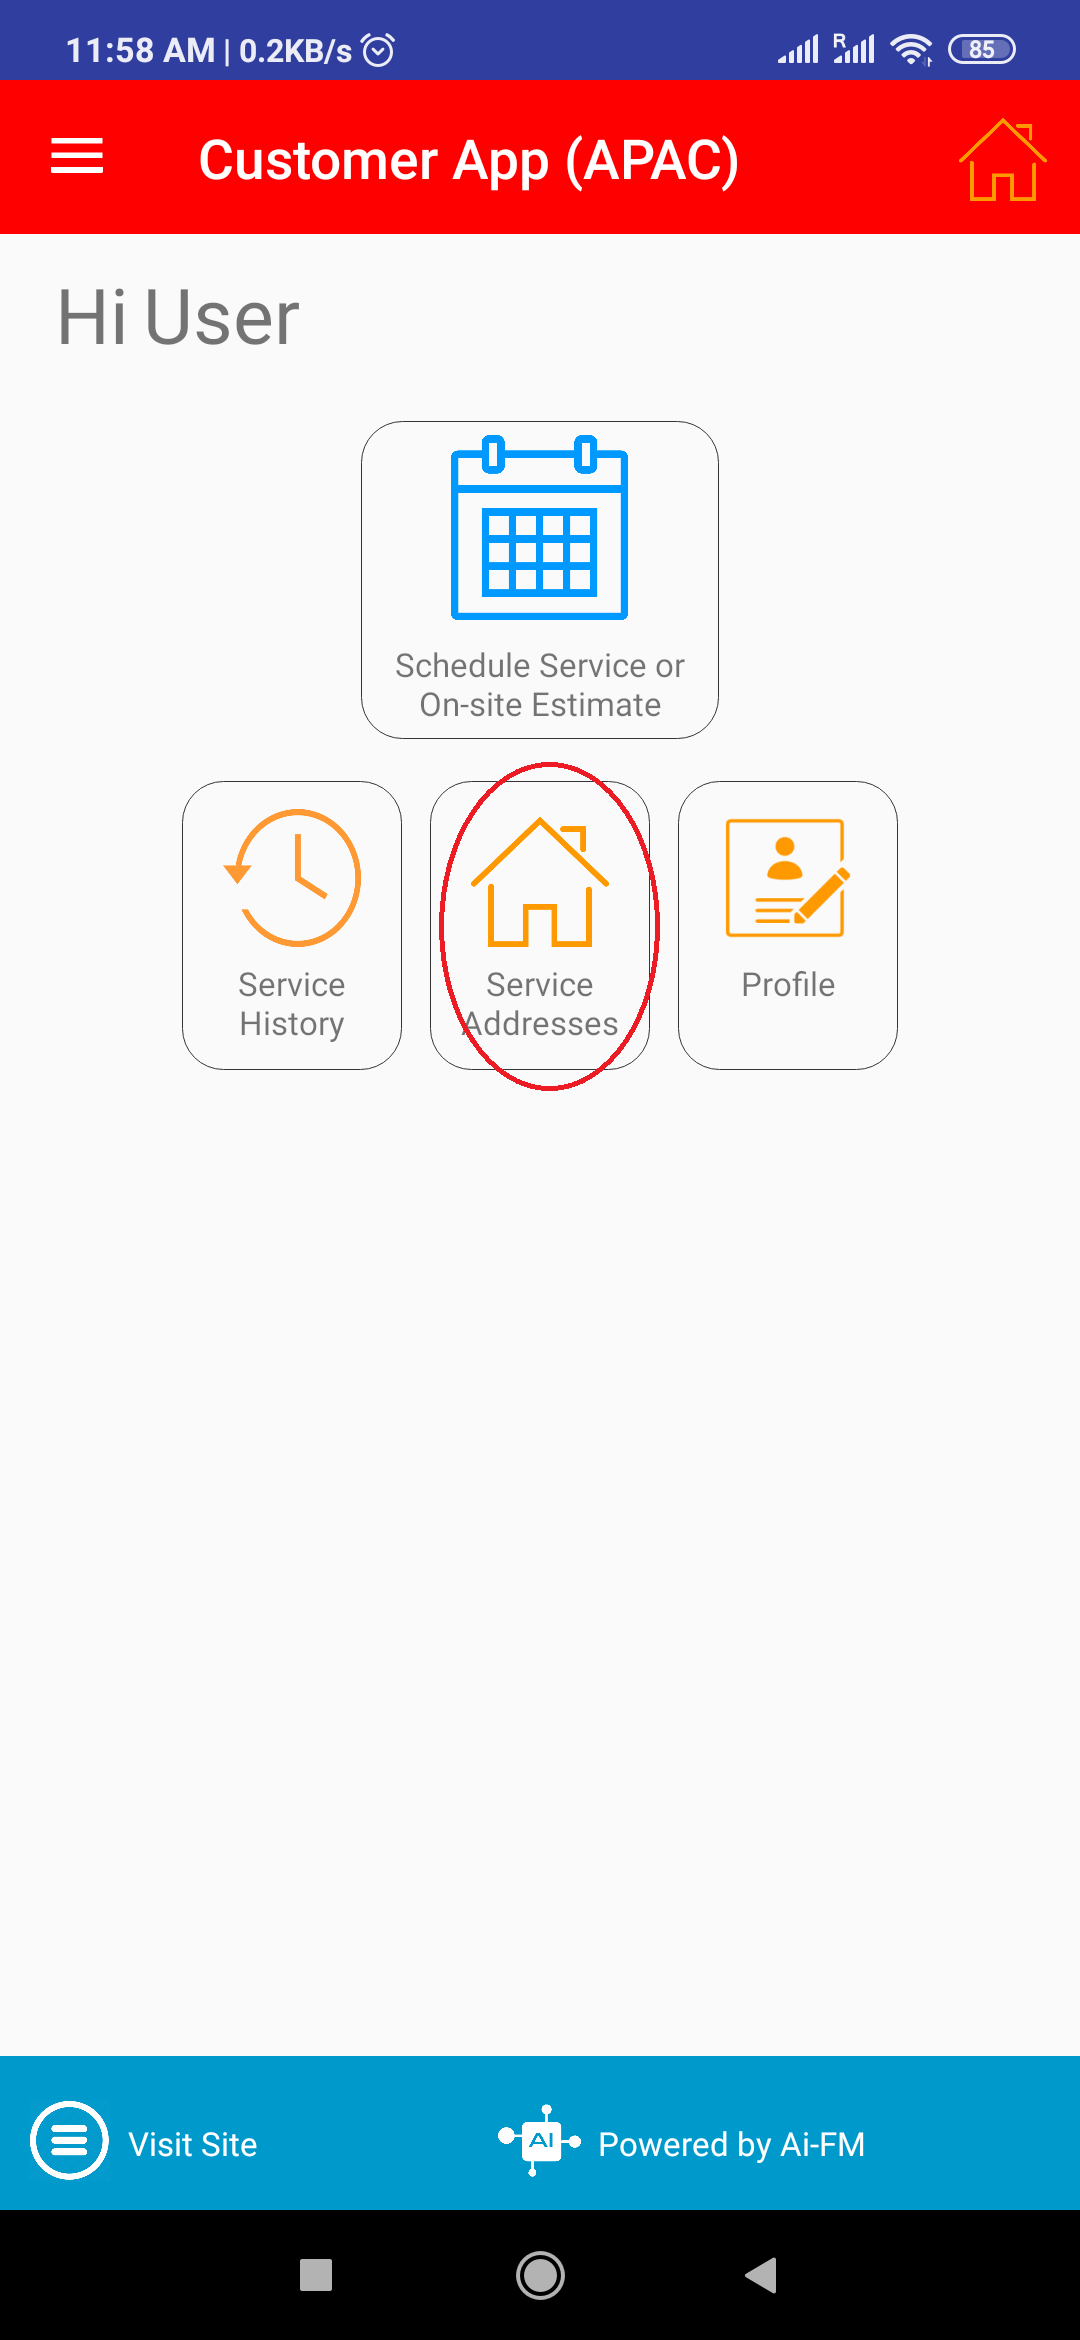 11:58 AM | 0.2KB/s
R
85
Customer App (APAC)
Hi User
Schedule Service or
On-site Estimate
Service
History
Service
Addresses
Profile
Visit Site
AI
Powered by Ai-FM